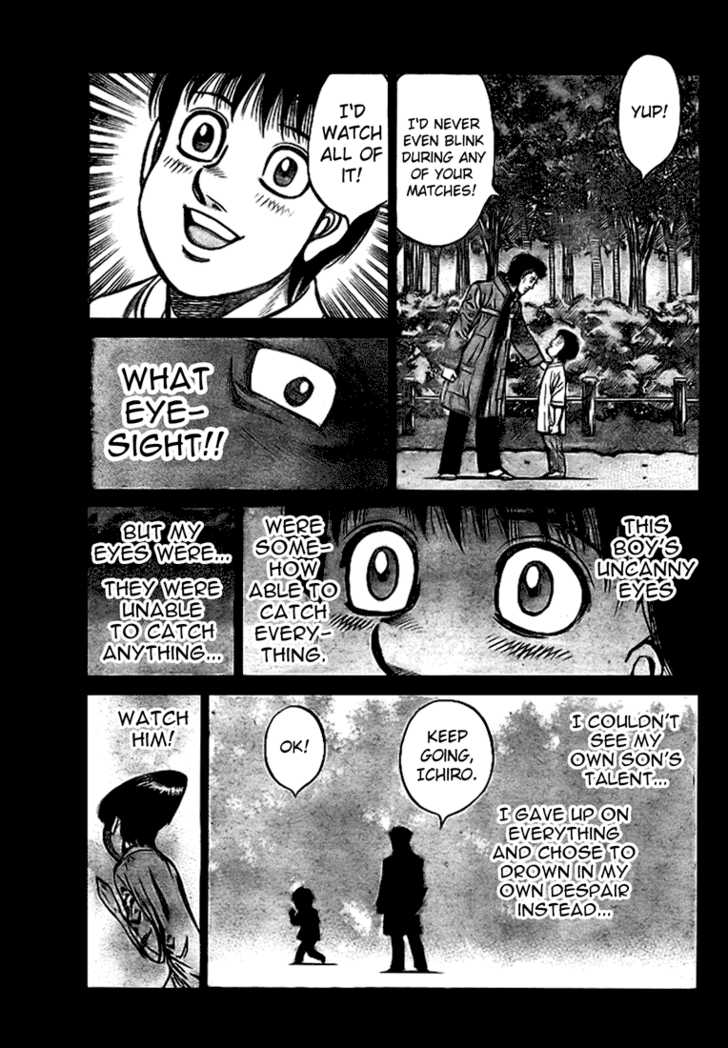 YUP!
I'D NEVER
EVEN BLINK
DURING ANY
OF YOUR
MATCHES!
I'D
WATCH
ALL OF
IT!
WHAT
EYE-
SIGHT!!
THIS
BOY'S
UNCANNY
EYES
WERE
SOME-
HOW
ABLE TO
CATCH
EVERY-
THING.
BUT MY
EYES WERE...
THEY WERE
UNABLE
TO CATCH
ANYTHING...
I COULDN'T
SEE MY
OWN SON'S
TALENT...
I GAVE UP ON
EVERYTHING
AND CHOSE TO
DROWN IN MY
OWN DESPAIR
INSTEAD...
KEEP
GOING,
ICHIRO.
OK!
WATCH
HIM!